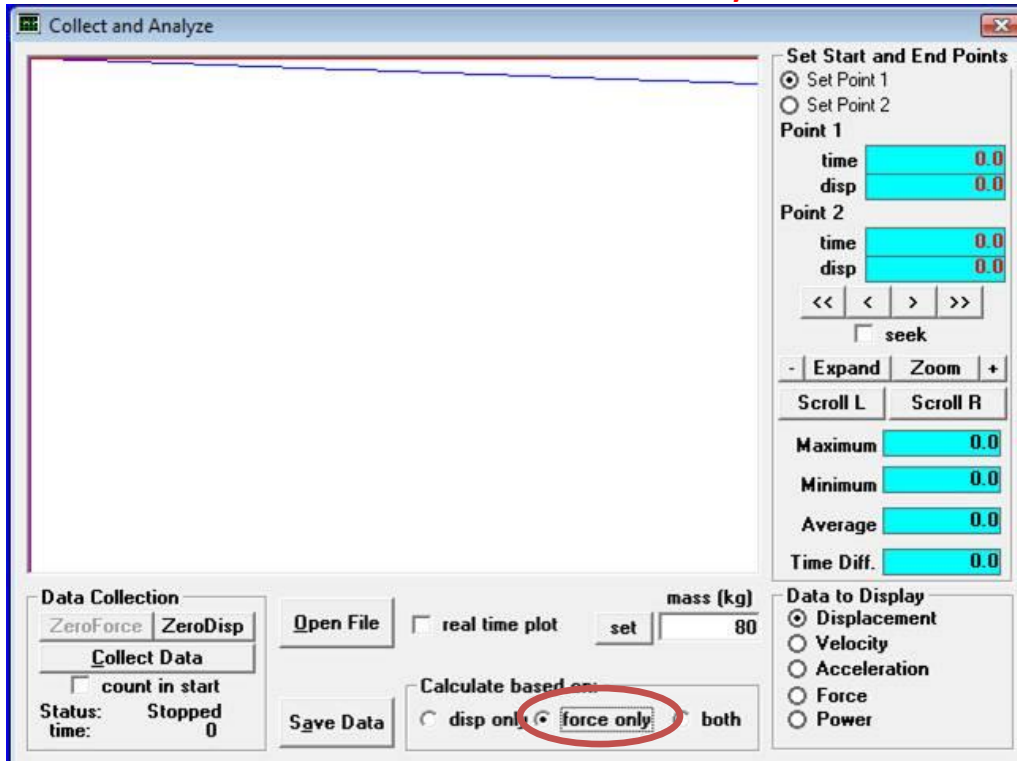 Collect and Analyze
Set Start and End Points
Set Point 1
Set Point 2
Point 1
time 0.0
disp 0.0
Point 2
time 0.0
disp 0.0
<< < > >>
seek
- Expand Zoom +
Scroll L Scroll R
Maximum 0.0
Minimum 0.0
Average 0.0
Time Diff. 0.0
Data Collection
ZeroForce ZeroDisp
Collect Data
count in start
Status: Stopped
time: 0
Open File
real time plot
mass (kg)
set 80
Save Data
Calculate based on:
disp only force only both
Data to Display
Displacement
Velocity
Acceleration
Force
Power